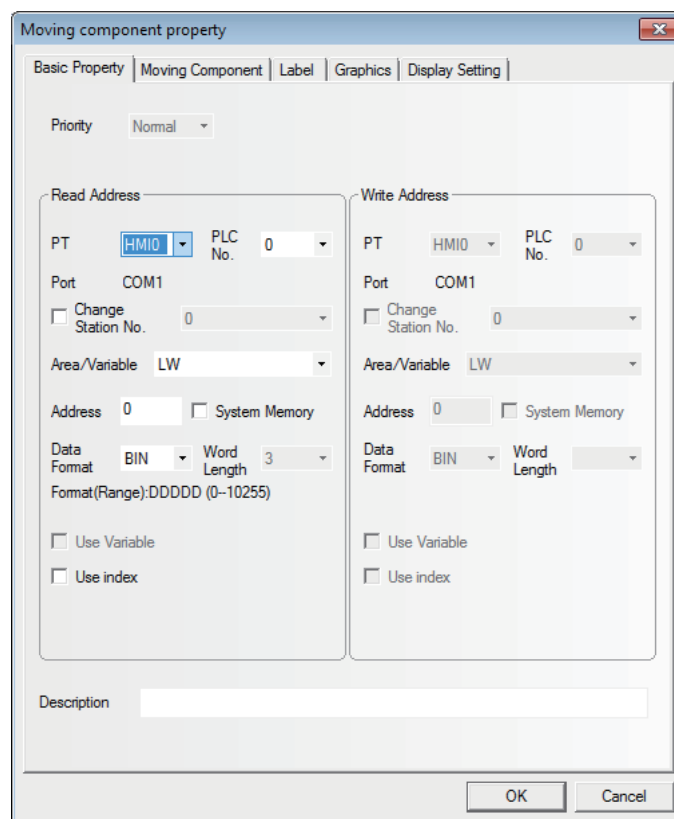 Moving component property
Basic Property Moving Component Label Graphics Display Setting
Priority Normal
Read Address
PT HMI0 PLC No. 0
Port COM1
Change Station No. 0
Area/Variable LW
Address 0 System Memory
Data Format BIN Word Length 3
Format(Range):DDDDD (0--10255)
Use Variable
Use index
Write Address
PT HMI0 PLC No. 0
Port COM1
Change Station No. 0
Area/Variable LW
Address 0 System Memory
Data Format BIN Word Length
Use Variable
Use index
Description
OK Cancel